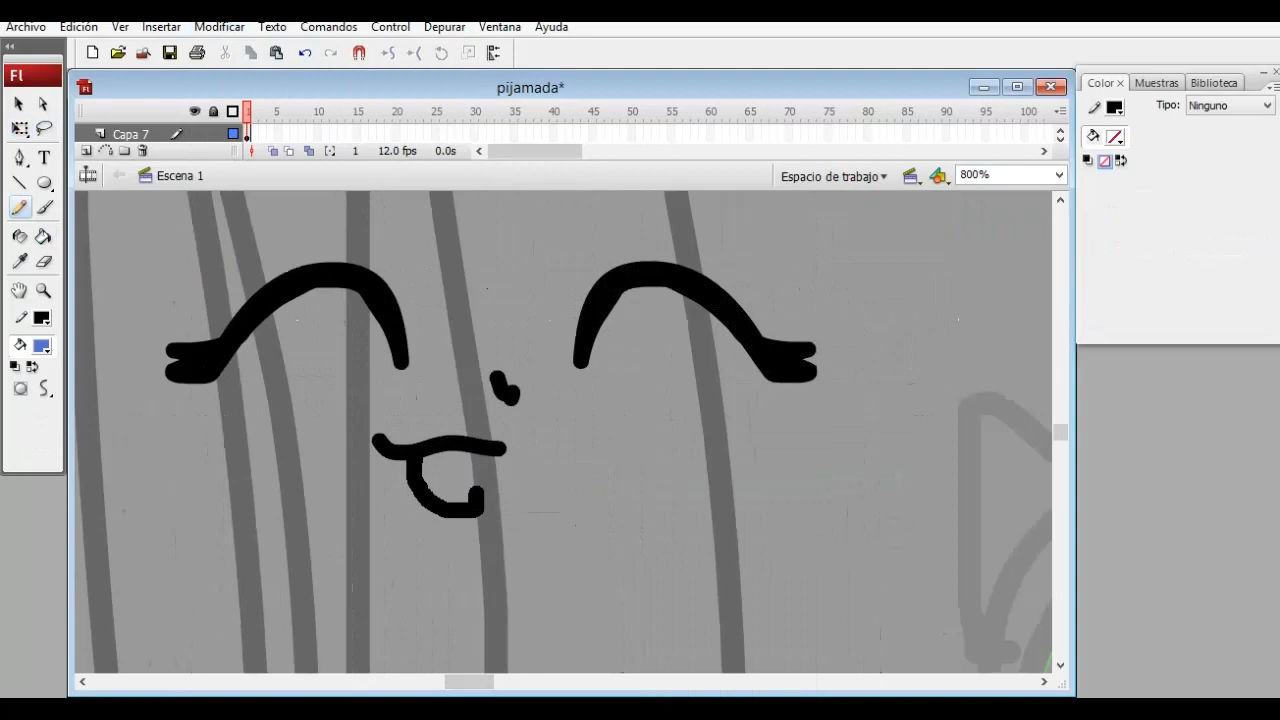 Archivo Edición Ver Insertar Modificar Texto Comandos Control Depurar Ventana Ayuda
Fl
pijamada*
Color × Muestras Biblioteca
Tipo: Ninguno
1 5 10 15 20 25 30 35 40 45 50 55 60 65 70 75 80 85 90 95 100
Capa 7
1 12.0 fps 0.0s
Escena 1 Espacio de trabajo 800%